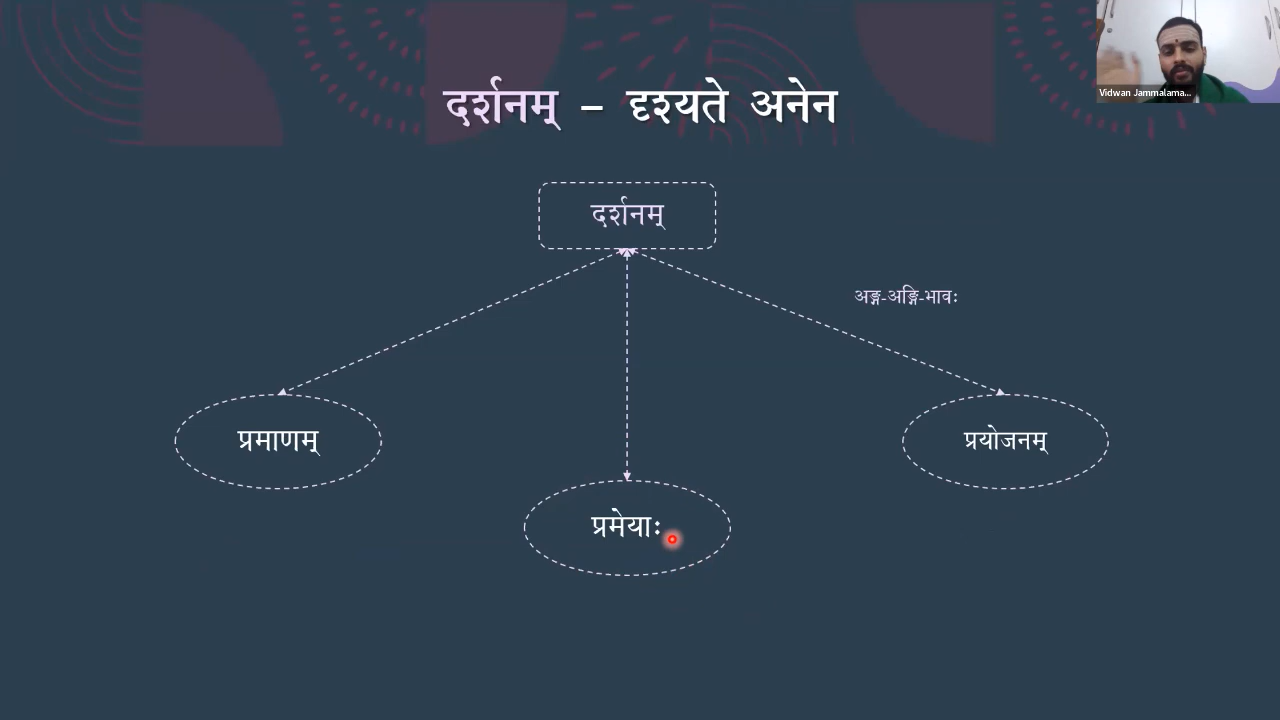 दर्शनम् – दृश्यते अनेन
Vidwan Jammalama...
दर्शनम्
अङ्ग-अङ्गि-भावः
प्रमाणम्
प्रयोजनम्
प्रमेयाः